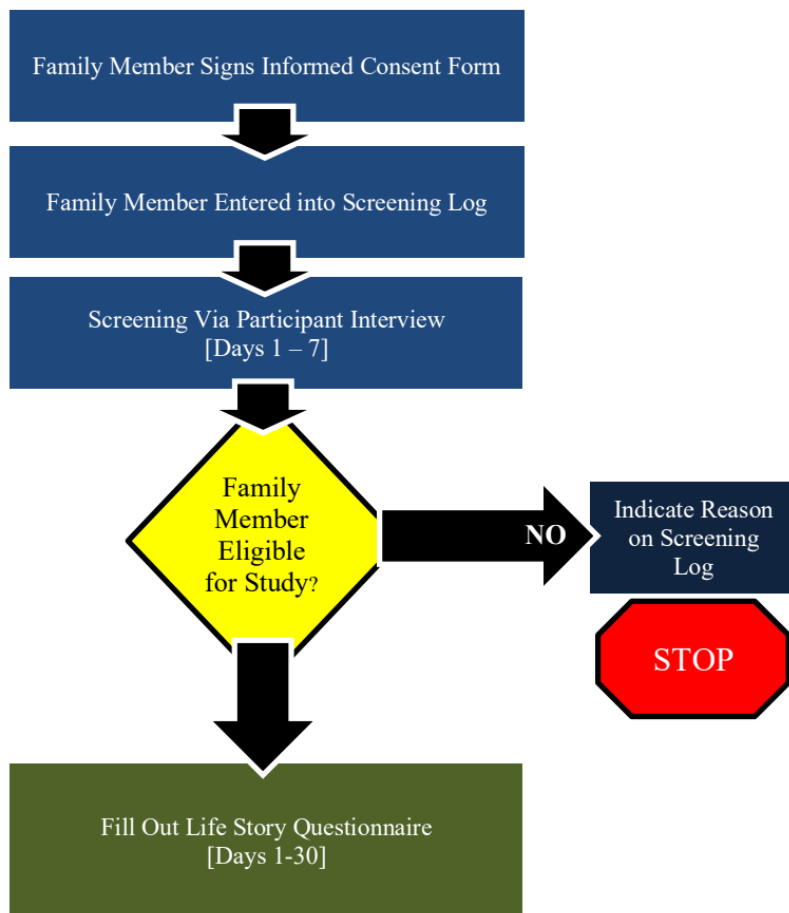 Family Member Signs Informed Consent Form
Family Member Entered into Screening Log
Screening Via Participant Interview
[Days 1 – 7]
Family
Member
Eligible
for Study?
NO
Indicate Reason
on Screening
Log
STOP
Fill Out Life Story Questionnaire
[Days 1-30]